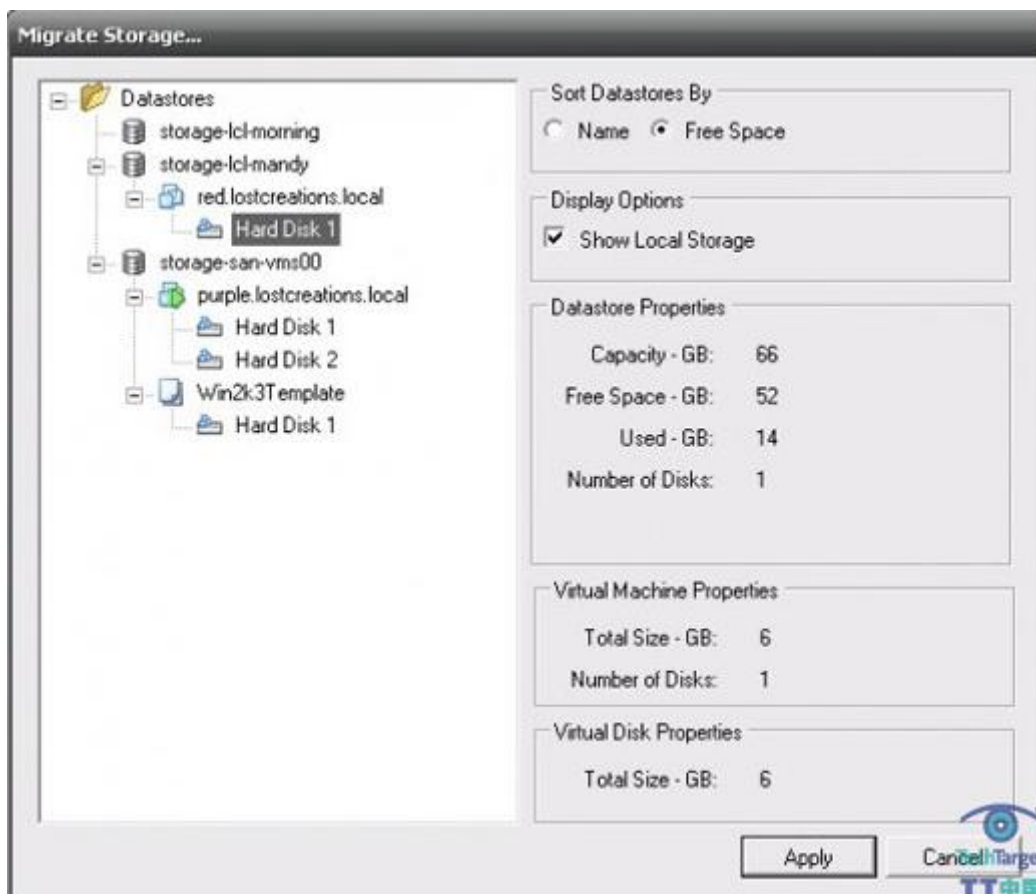 Migrate Storage...
Datastores
storage-lcl-morning
storage-lcl-mandy
red.lostcreations.local
Hard Disk 1
storage-san-vms00
purple.lostcreations.local
Hard Disk 1
Hard Disk 2
Win2k3Template
Hard Disk 1
Sort Datastores By
Name
Free Space
Display Options
Show Local Storage
Datastore Properties
Capacity - GB: 66
Free Space - GB: 52
Used - GB: 14
Number of Disks: 1
Virtual Machine Properties
Total Size - GB: 6
Number of Disks: 1
Virtual Disk Properties
Total Size - GB: 6
Apply
Cancel